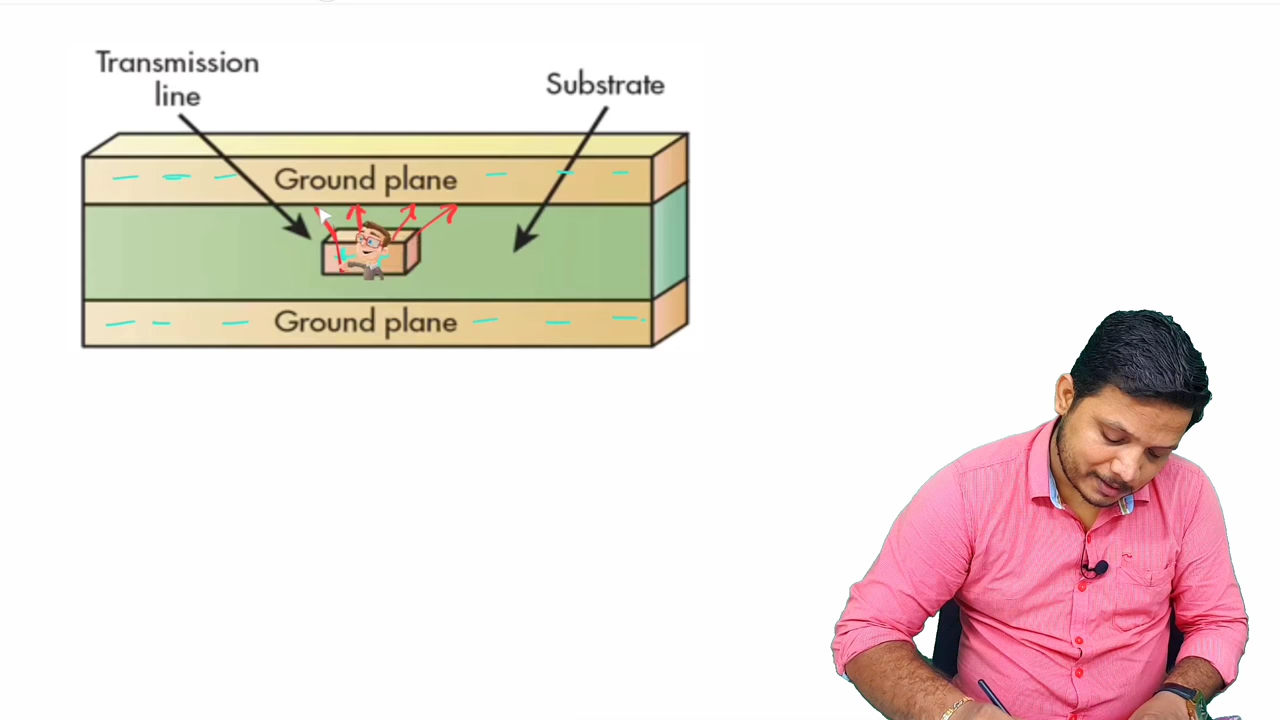 Transmission
line
Substrate
Ground plane
Ground plane